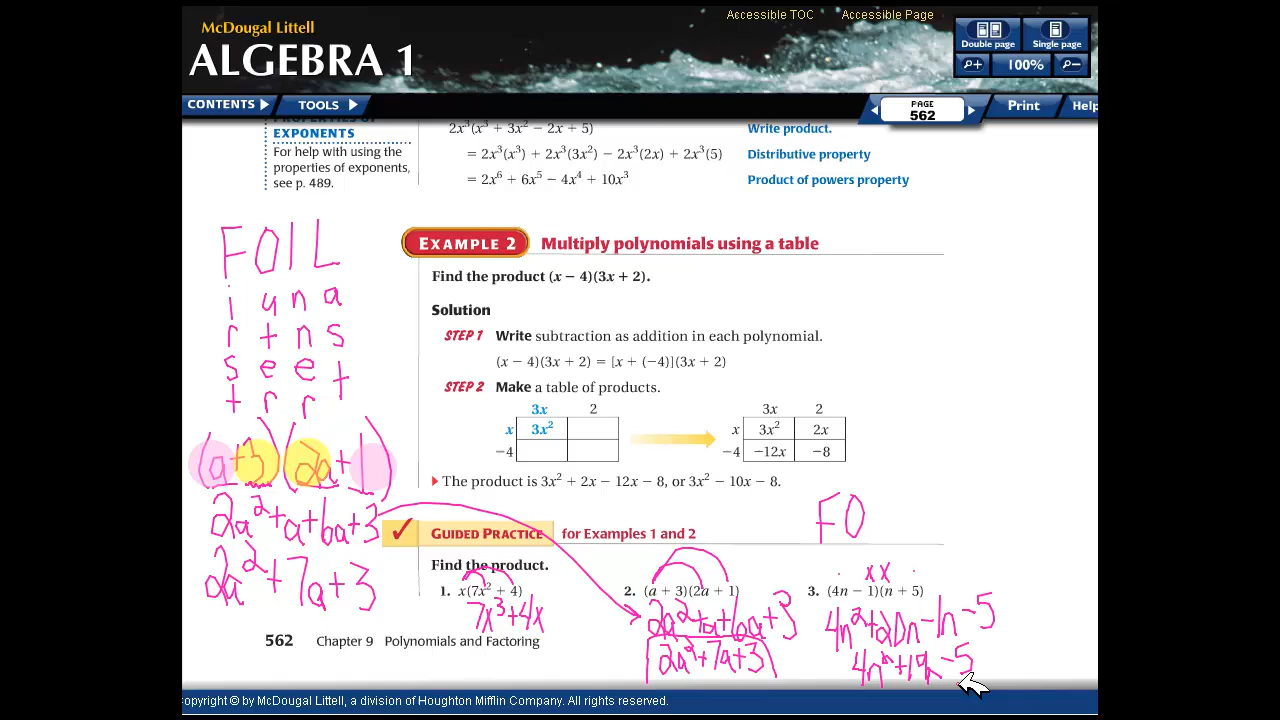 Accessible TOC Accessible Page
McDougal Littell
ALGEBRA 1
Double page Single page
100%
CONTENTS TOOLS
PAGE 562
Print Help
PROPERTIES OF
EXPONENTS
For help with using the
properties of exponents,
see p. 489.
2x³(x³ + 3x² − 2x + 5) Write product.
= 2x³(x³) + 2x³(3x²) − 2x³(2x) + 2x³(5) Distributive property
= 2x⁶ + 6x⁵ − 4x⁴ + 10x³ Product of powers property
FOIL
First
Outer
Inner
Last
(a+3)(2a+1)
2a²+a+6a+3
2a²+7a+3
EXAMPLE 2 Multiply polynomials using a table
Find the product (x − 4)(3x + 2).
Solution
STEP 1 Write subtraction as addition in each polynomial.
(x − 4)(3x + 2) = [x + (−4)](3x + 2)
STEP 2 Make a table of products.
3x 2
x 3x²
−4
3x 2
x 3x² 2x
−4 −12x −8
The product is 3x² + 2x − 12x − 8, or 3x² − 10x − 8.
FO
✓ GUIDED PRACTICE for Examples 1 and 2
Find the product.
xx
1. x(7x² + 4) 2. (a + 3)(2a + 1) 3. (4n − 1)(n + 5)
7x³+4x
2a²+a+6a+3
2a²+7a+3
4n²+20n-1n-5
-5
562 Chapter 9 Polynomials and Factoring
Copyright © by McDougal Littell, a division of Houghton Mifflin Company. All rights reserved.